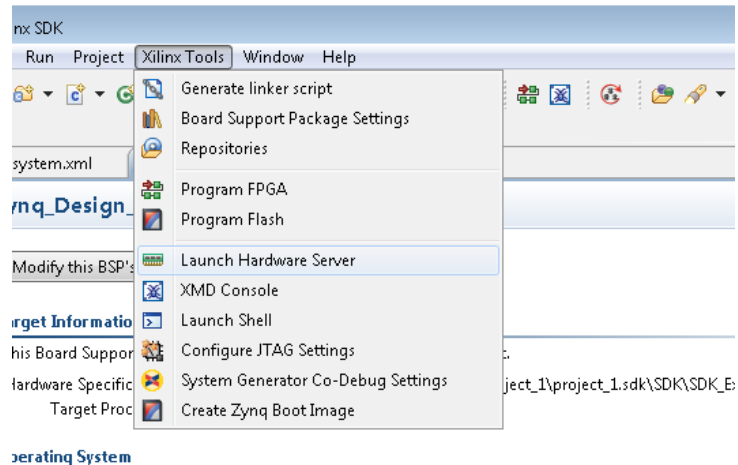 nx SDK
Run Project Xilinx Tools Window Help
Generate linker script
Board Support Package Settings
Repositories
system.xml
Program FPGA
ynq_Design_
Program Flash
Launch Hardware Server
Modify this BSP's
XMD Console
arget Informatio
Launch Shell
his Board Suppor
Configure JTAG Settings
t.
Hardware Specific
System Generator Co-Debug Settings
ject_1\project_1.sdk\SDK\SDK_E
Target Proc
Create Zynq Boot Image
perating System